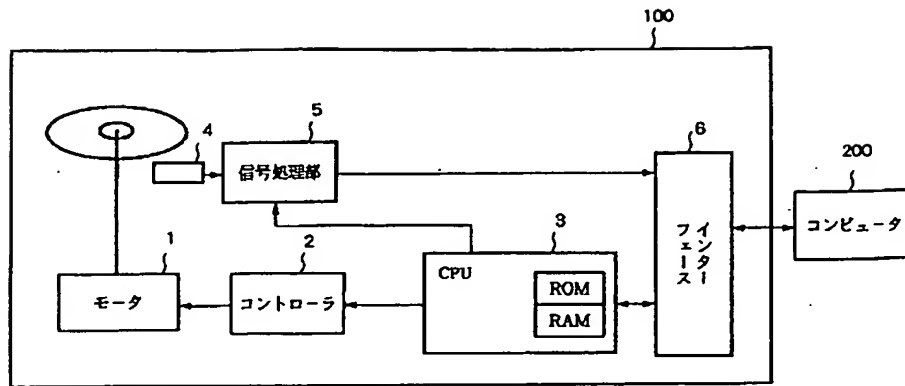 100
4
5
信号処理部
6
インターフェース
200
コンピュータ
1
モータ
2
コントローラ
3
CPU
ROM
RAM